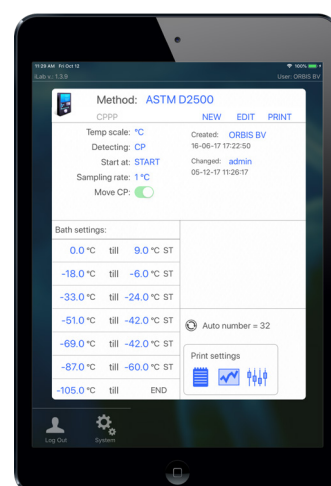 11:29 AM Fri Oct 12
100%
iLab v.: 1.3.9
User: ORBIS BV
Method: ASTM D2500
CPPP
NEW EDIT PRINT
Temp scale: °C
Detecting: CP
Start at: START
Sampling rate: 1 °C
Move CP:
Created: ORBIS BV
16-06-17 17:22:50
Changed: admin
05-12-17 11:26:17
Bath settings:
0.0 °C till 9.0 °C ST
-18.0 °C till -6.0 °C ST
-33.0 °C till -24.0 °C ST
-51.0 °C till -42.0 °C ST
-69.0 °C till -42.0 °C ST
-87.0 °C till -60.0 °C ST
-105.0 °C till END
Auto number = 32
Print settings
Log Out
System